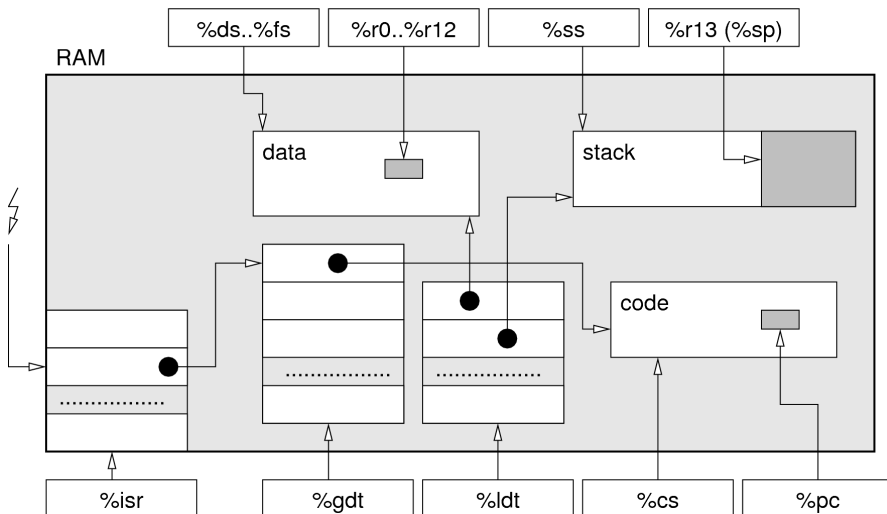 %ds..%fs
%r0..%r12
%ss
%r13 (%sp)
RAM
data
stack
code
................
................
................
%isr
%gdt
%ldt
%cs
%pc